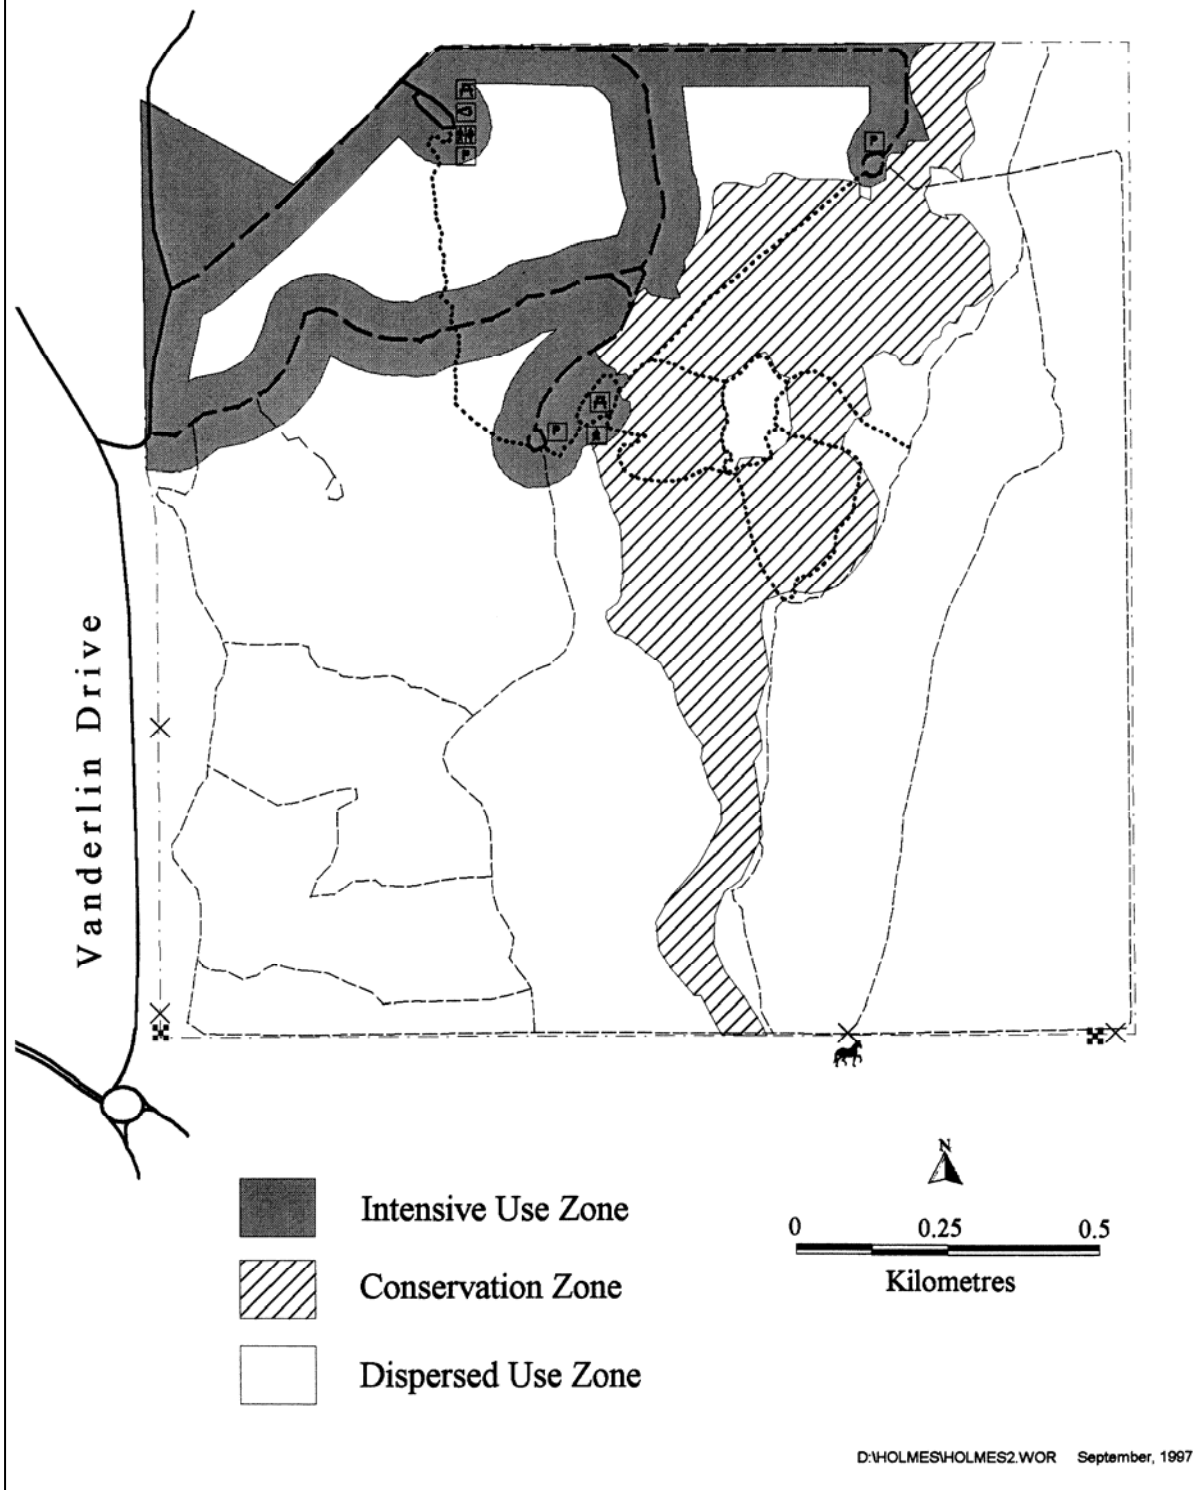 P
P
P
Vanderlin Drive
N
Intensive Use Zone
0 0.25 0.5
Conservation Zone
Kilometres
Dispersed Use Zone
D:\HOLMES\HOLMES2.WOR September, 1997